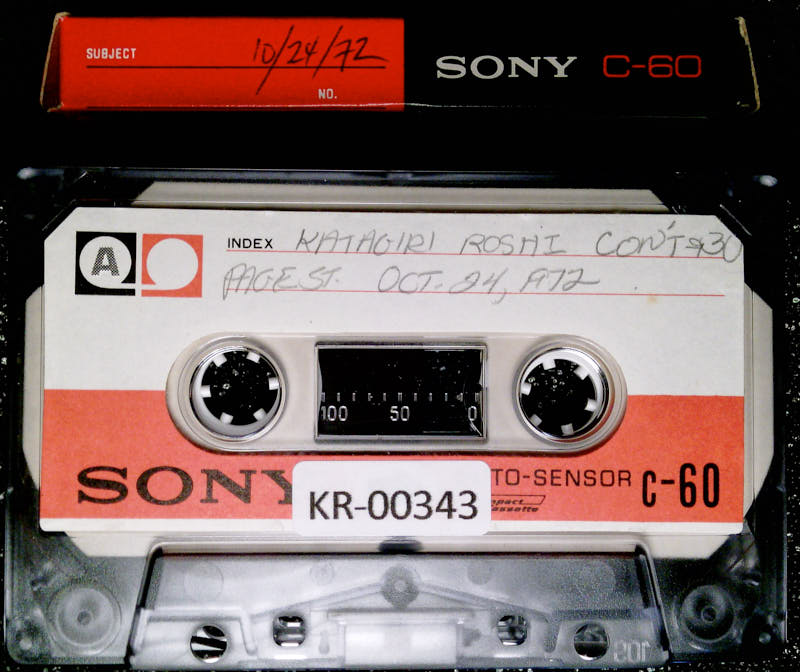 SUBJECT 10/24/72
NO.
SONY C-60
A
INDEX KATAGIRI ROSHI CON'T
PAGE ST. OCT. 24, 1972
100 50 0
SONY TO-SENSOR C-60
KR-00343